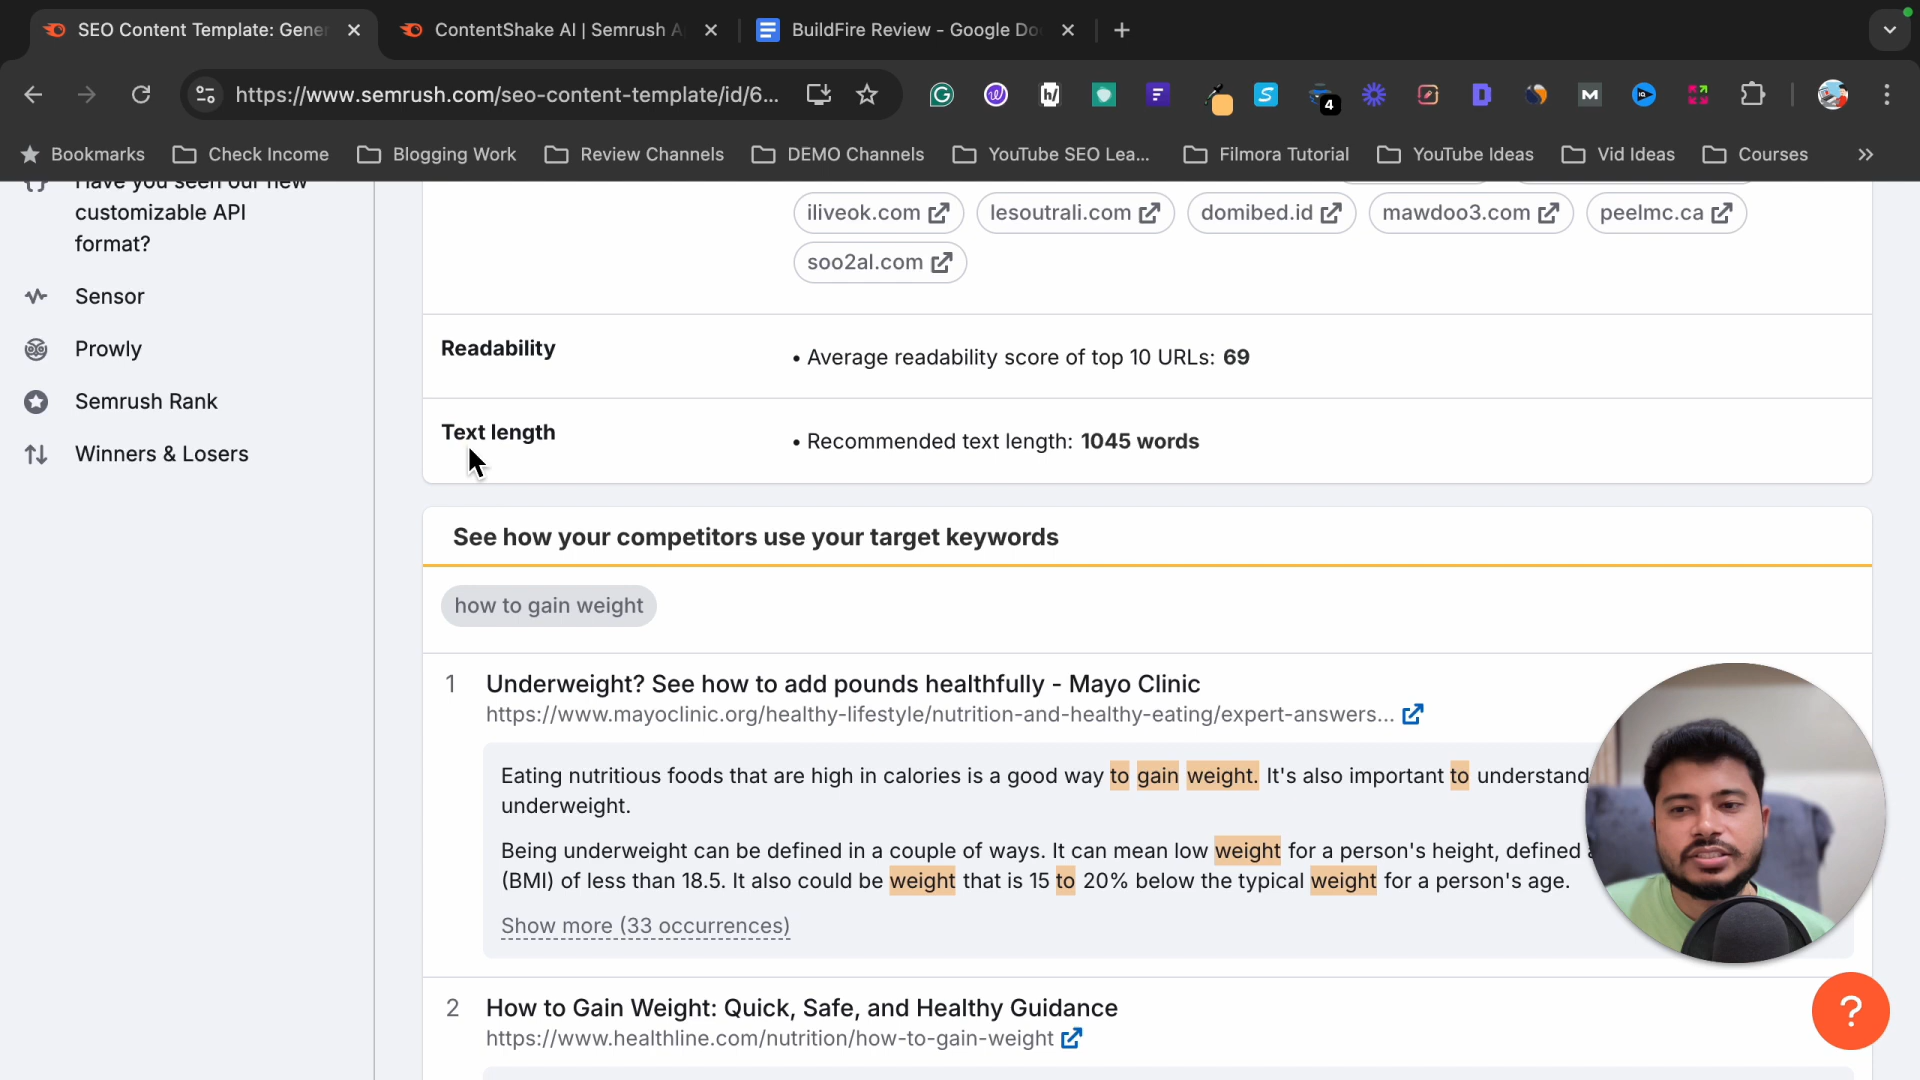 SEO Content Template: Gener
ContentShake AI | Semrush A
BuildFire Review - Google Do
https://www.semrush.com/seo-content-template/id/6...
4
Bookmarks
Check Income
Blogging Work
Review Channels
DEMO Channels
YouTube SEO Lea...
Filmora Tutorial
YouTube Ideas
Vid Ideas
Courses
Have you seen our new
customizable API
format?
Sensor
Prowly
Semrush Rank
Winners & Losers
iliveok.com
lesoutrali.com
domibed.id
mawdoo3.com
peelmc.ca
soo2al.com
Readability
• Average readability score of top 10 URLs: 69
Text length
• Recommended text length: 1045 words
See how your competitors use your target keywords
how to gain weight
1 Underweight? See how to add pounds healthfully - Mayo Clinic
https://www.mayoclinic.org/healthy-lifestyle/nutrition-and-healthy-eating/expert-answers...
Eating nutritious foods that are high in calories is a good way to gain weight. It's also important to understand
underweight.
Being underweight can be defined in a couple of ways. It can mean low weight for a person's height, defined
(BMI) of less than 18.5. It also could be weight that is 15 to 20% below the typical weight for a person's age.
Show more (33 occurrences)
2 How to Gain Weight: Quick, Safe, and Healthy Guidance
https://www.healthline.com/nutrition/how-to-gain-weight
?